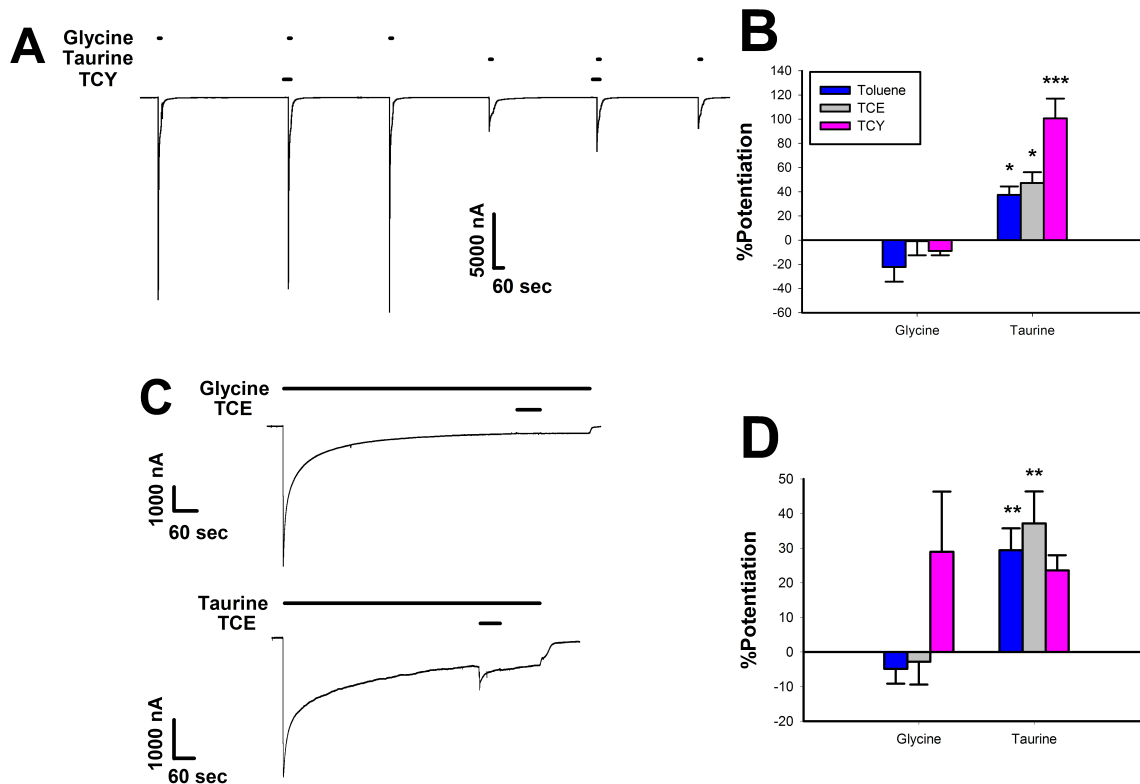 A
Glycine
Taurine
TCY
5000 nA
60 sec
B
%Potentiation
140
120
100
80
60
40
20
0
-20
-40
-60
Toluene
TCE
TCY
*
*
***
Glycine
Taurine
C
Glycine
TCE
1000 nA
60 sec
Taurine
TCE
1000 nA
60 sec
D
%Potentiation
50
40
30
20
10
0
-10
-20
**
**
Glycine
Taurine